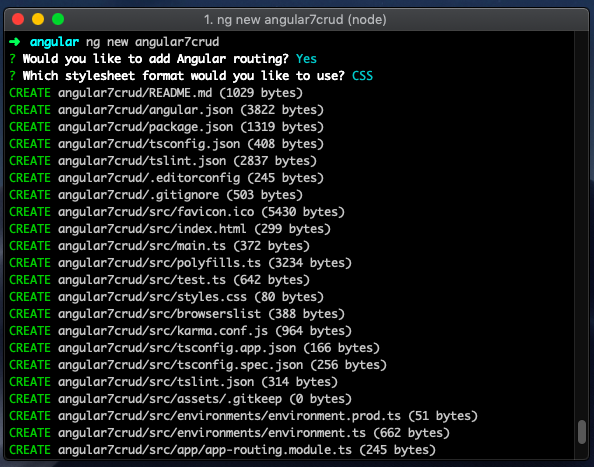 1. ng new angular7crud (node)
➜ angular ng new angular7crud
? Would you like to add Angular routing? Yes
? Which stylesheet format would you like to use? CSS
CREATE angular7crud/README.md (1029 bytes)
CREATE angular7crud/angular.json (3822 bytes)
CREATE angular7crud/package.json (1319 bytes)
CREATE angular7crud/tsconfig.json (408 bytes)
CREATE angular7crud/tslint.json (2837 bytes)
CREATE angular7crud/.editorconfig (245 bytes)
CREATE angular7crud/.gitignore (503 bytes)
CREATE angular7crud/src/favicon.ico (5430 bytes)
CREATE angular7crud/src/index.html (299 bytes)
CREATE angular7crud/src/main.ts (372 bytes)
CREATE angular7crud/src/polyfills.ts (3234 bytes)
CREATE angular7crud/src/test.ts (642 bytes)
CREATE angular7crud/src/styles.css (80 bytes)
CREATE angular7crud/src/browserslist (388 bytes)
CREATE angular7crud/src/karma.conf.js (964 bytes)
CREATE angular7crud/src/tsconfig.app.json (166 bytes)
CREATE angular7crud/src/tsconfig.spec.json (256 bytes)
CREATE angular7crud/src/tslint.json (314 bytes)
CREATE angular7crud/src/assets/.gitkeep (0 bytes)
CREATE angular7crud/src/environments/environment.prod.ts (51 bytes)
CREATE angular7crud/src/environments/environment.ts (662 bytes)
CREATE angular7crud/src/app/app-routing.module.ts (245 bytes)